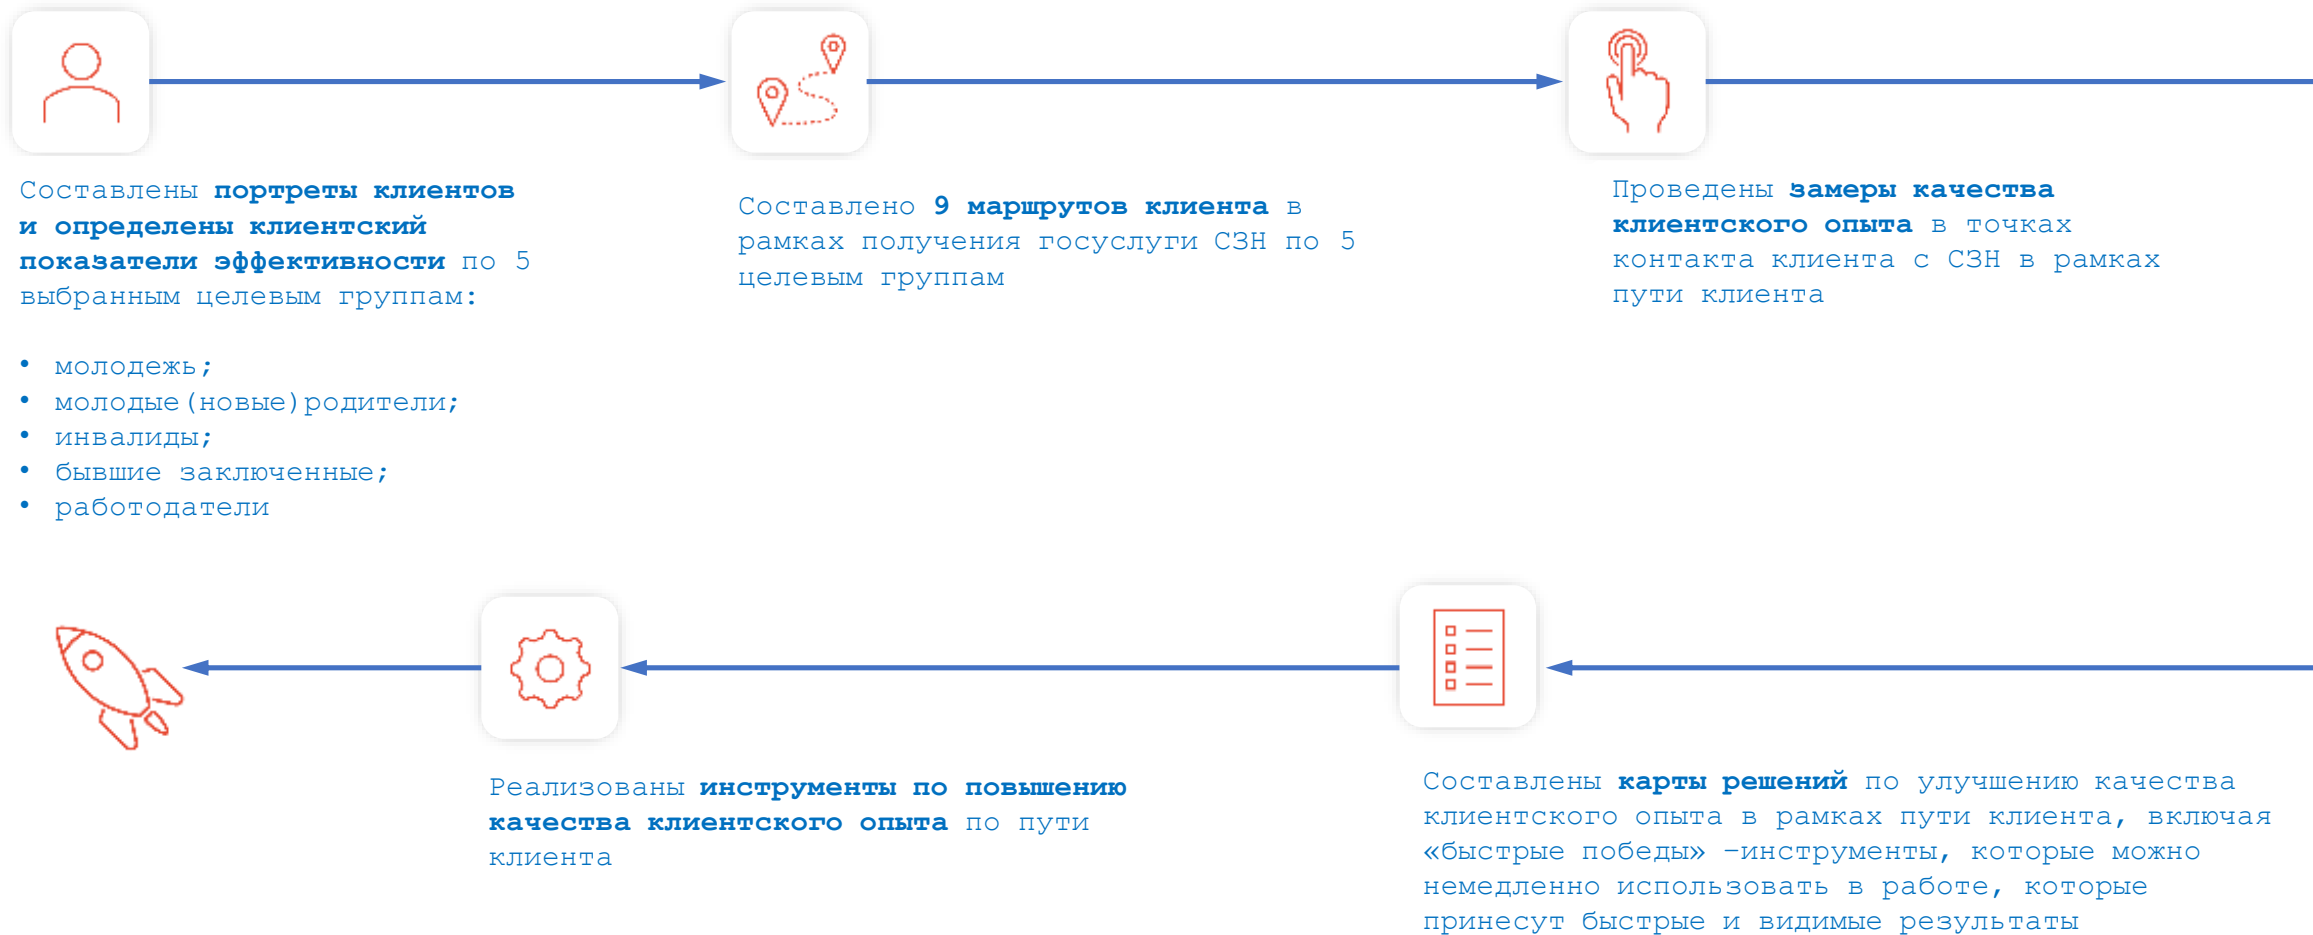 Составлены портреты клиентов
и определены клиентский
показатели эффективности по 5
выбранным целевым группам:
• молодежь;
• молодые(новые)родители;
• инвалиды;
• бывшие заключенные;
• работодатели
Составлено 9 маршрутов клиента в
рамках получения госуслуги СЗН по 5
целевым группам
Проведены замеры качества
клиентского опыта в точках
контакта клиента с СЗН в рамках
пути клиента
Реализованы инструменты по повышению
качества клиентского опыта по пути
клиента
Составлены карты решений по улучшению качества
клиентского опыта в рамках пути клиента, включая
«быстрые победы» –инструменты, которые можно
немедленно использовать в работе, которые
принесут быстрые и видимые результаты